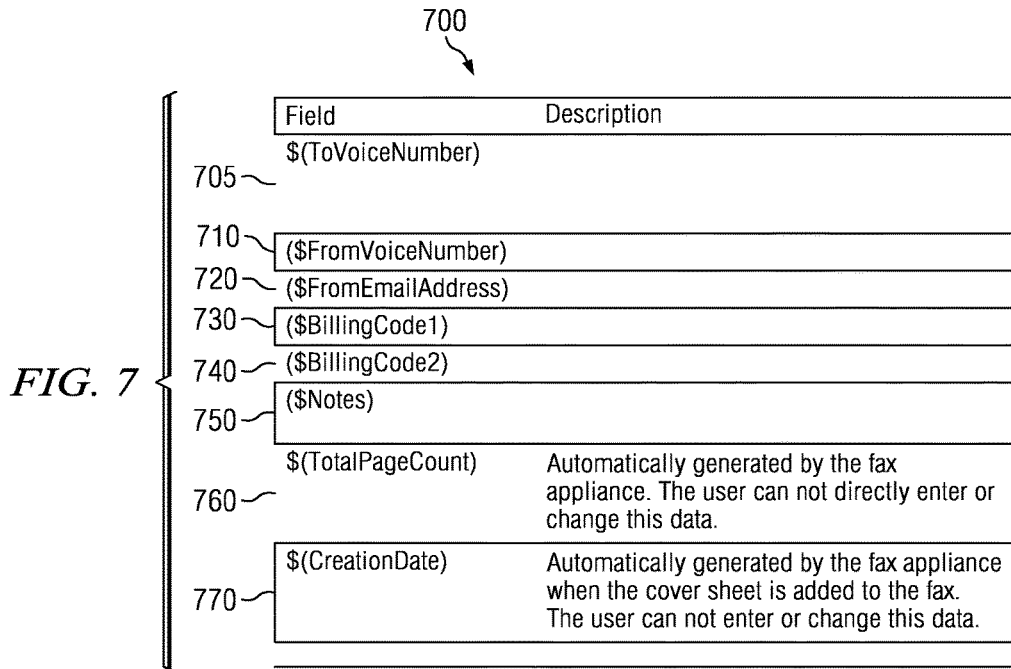 700
Field Description
$(ToVoiceNumber)
705
710 ($FromVoiceNumber)
720 ($FromEmailAddress)
730 ($BillingCode1)
740 ($BillingCode2)
FIG. 7
750 ($Notes)
$(TotalPageCount) Automatically generated by the fax
760 appliance. The user can not directly enter or
change this data.
$(CreationDate) Automatically generated by the fax appliance
770 when the cover sheet is added to the fax.
The user can not enter or change this data.